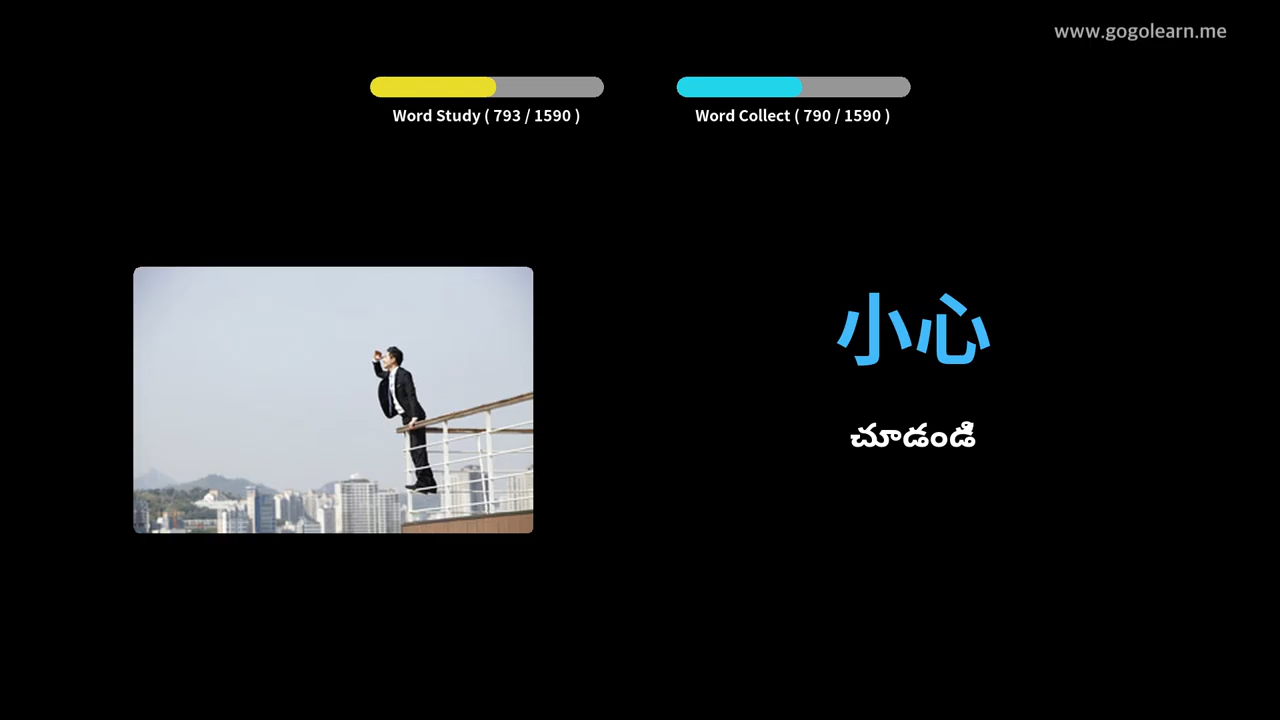 www.gogolearn.me
Word Study ( 793 / 1590 )
Word Collect ( 790 / 1590 )
小心
చూడండి